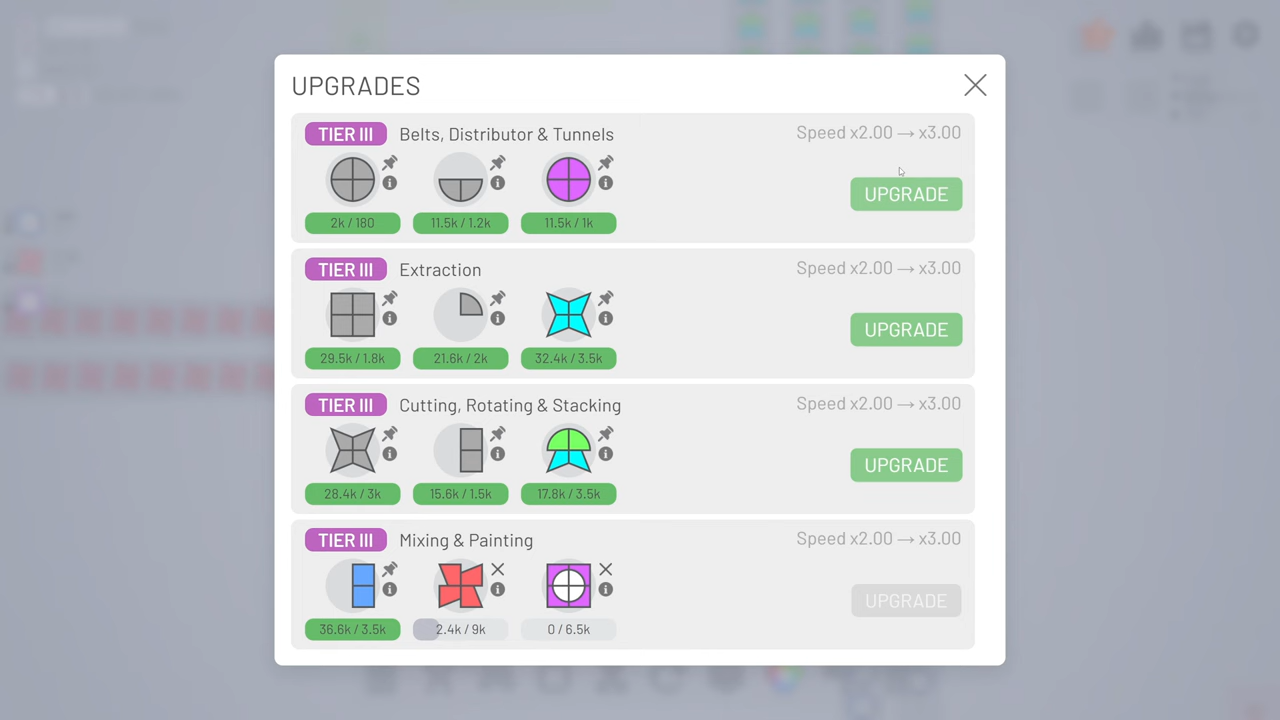 UPGRADES
TIER III Belts, Distributor & Tunnels Speed x2.00 → x3.00
UPGRADE
2k / 180 11.5k / 1.2k 11.5k / 1k
TIER III Extraction Speed x2.00 → x3.00
UPGRADE
29.5k / 1.8k 21.6k / 2k 32.4k / 3.5k
TIER III Cutting, Rotating & Stacking Speed x2.00 → x3.00
UPGRADE
28.4k / 3k 15.6k / 1.5k 17.8k / 3.5k
TIER III Mixing & Painting Speed x2.00 → x3.00
UPGRADE
36.6k / 3.5k 2.4k / 9k 0 / 6.5k